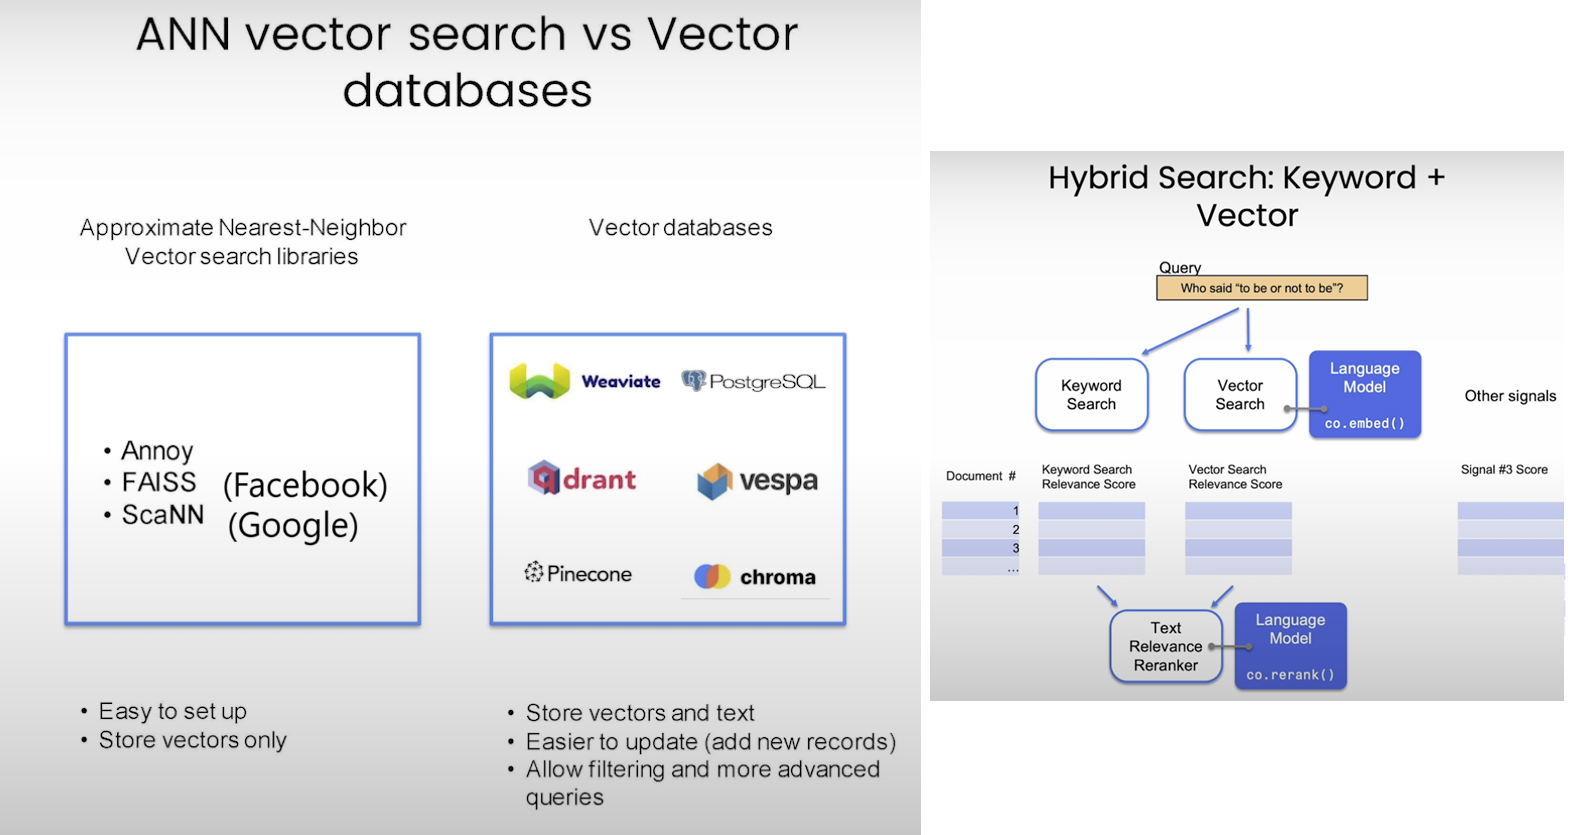 ANN vector search vs Vector
databases
Approximate Nearest-Neighbor
Vector search libraries
• Annoy
• FAISS (Facebook)
• ScaNN (Google)
• Easy to set up
• Store vectors only
Vector databases
Weaviate
PostgreSQL
qdrant
vespa
Pinecone
chroma
• Store vectors and text
• Easier to update (add new records)
• Allow filtering and more advanced
queries
Hybrid Search: Keyword +
Vector
Query
Who said “to be or not to be”?
Keyword
Search
Vector
Search
Language
Model
co.embed()
Other signals
Document #
Keyword Search
Relevance Score
Vector Search
Relevance Score
Signal #3 Score
1
2
3
...
Text
Relevance
Reranker
Language
Model
co.rerank()